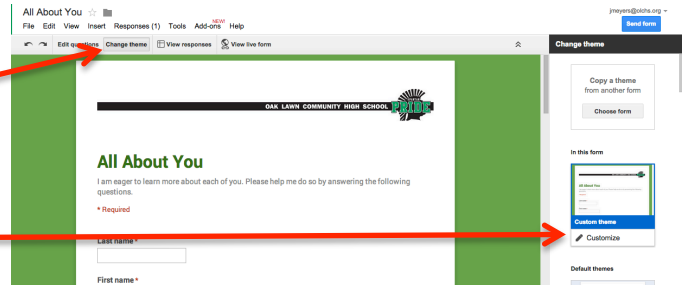 All About You
jmeyers@olchs.org
File Edit View Insert Responses (1) Tools Add-ons NEW! Help
Send form
Edit questions Change theme View responses View live form
Change theme
Copy a theme
from another form
Choose form
OAK LAWN COMMUNITY HIGH SCHOOL PRIDE
In this form
All About You
I am eager to learn more about each of you. Please help me do so by answering the following
questions.
* Required
All About You
Custom theme
Customize
Last name *
Default themes
First name *